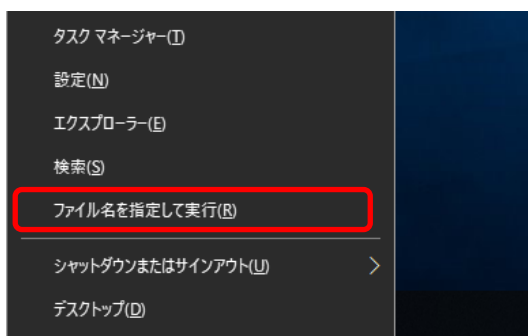 タスク マネージャー(T)
設定(N)
エクスプローラー(E)
検索(S)
ファイル名を指定して実行(R)
シャットダウンまたはサインアウト(U)
デスクトップ(D)